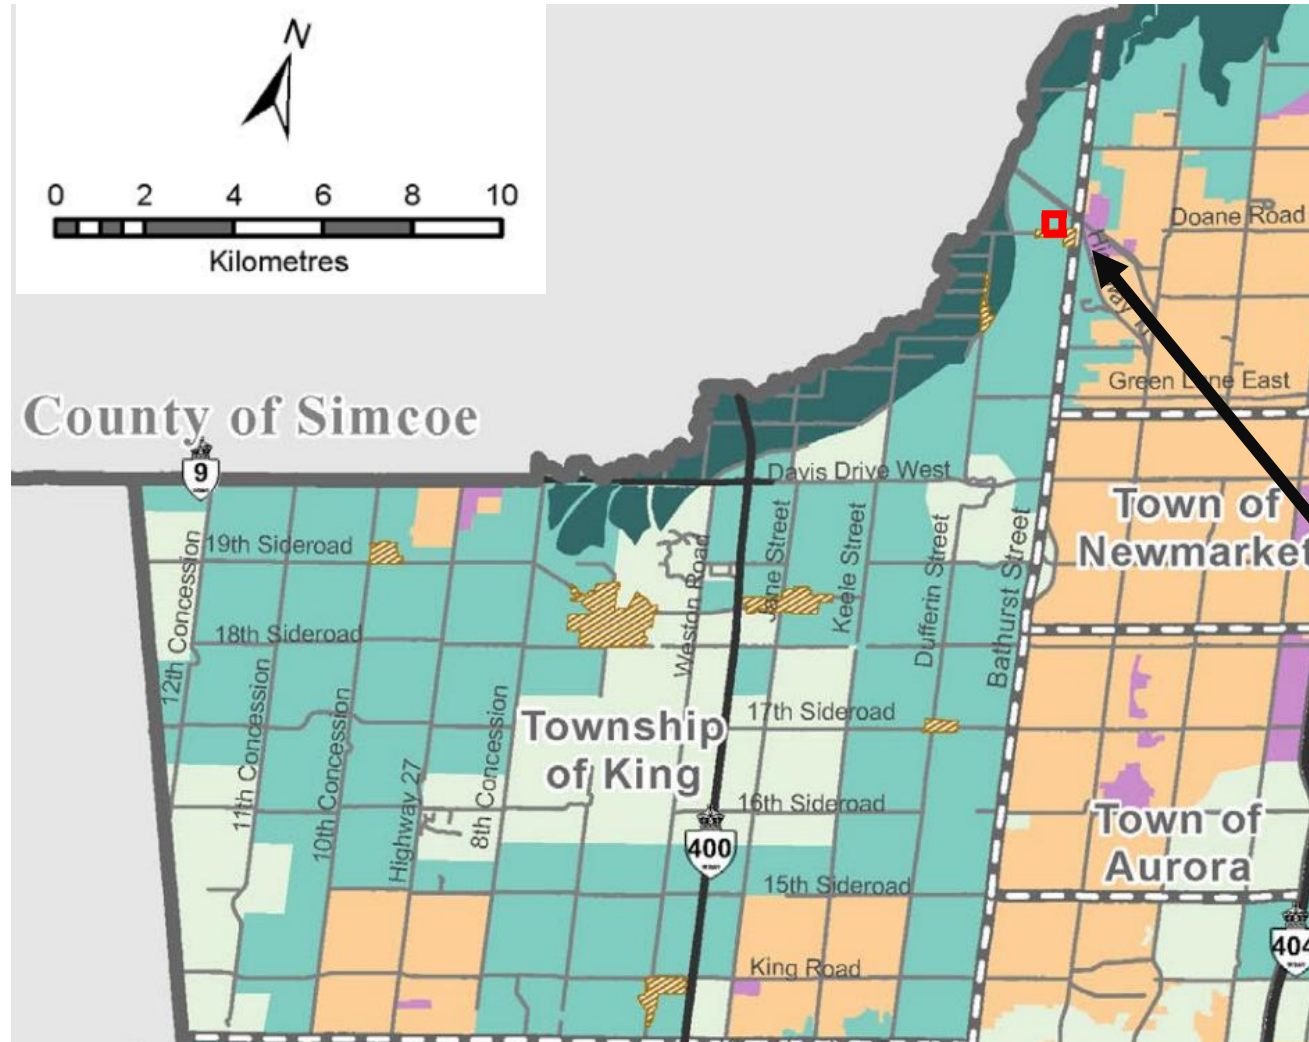 N
0 2 4 6 8 10
Kilometres
Doane Road
Green Lane East
County of Simcoe
9
Davis Drive West
Town of
Newmarket
19th Sideroad
12th Concession
Weston Road
Jane Street
Keele Street
Dufferin Street
Bathurst Street
18th Sideroad
11th Concession
10th Concession
Highway 27
8th Concession
Township
of King
17th Sideroad
16th Sideroad
400
Town of
Aurora
15th Sideroad
404
King Road